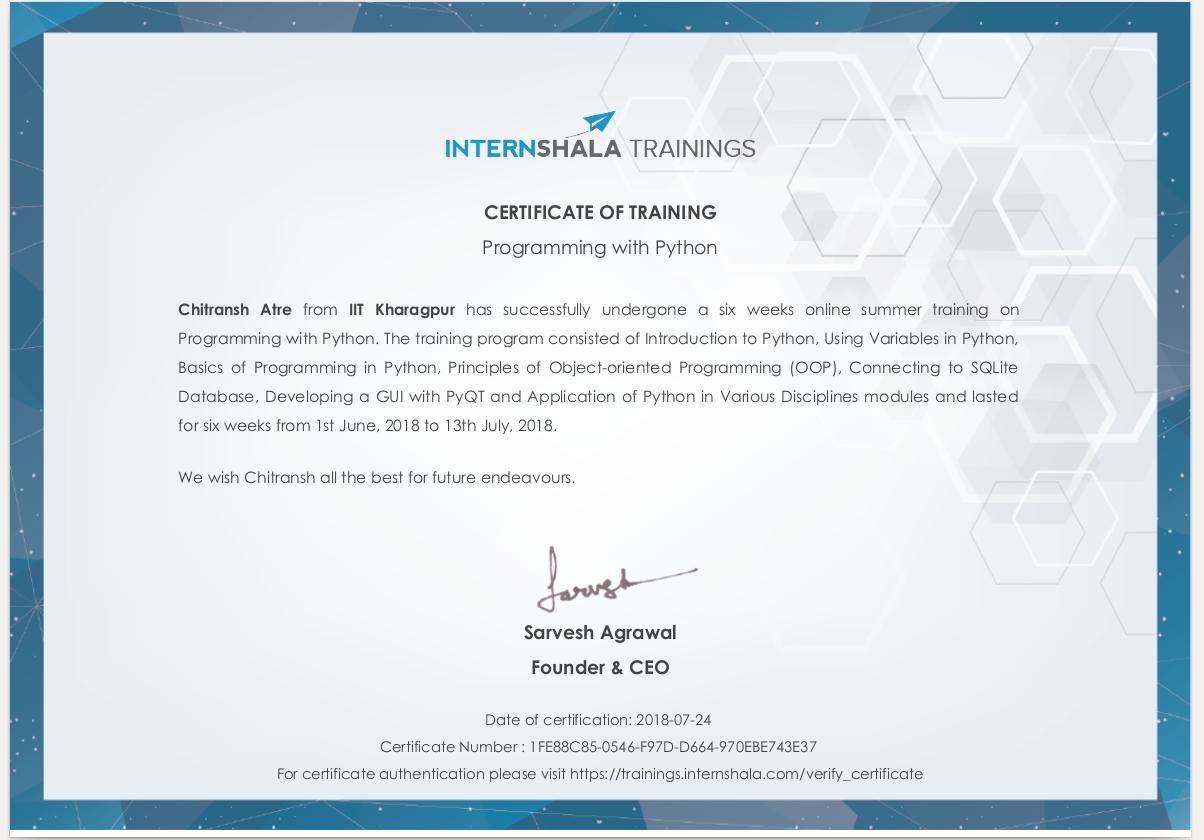 INTERNSHALA TRAININGS
CERTIFICATE OF TRAINING
Programming with Python
Chitransh Atre from IIT Kharagpur has successfully undergone a six weeks online summer training on
Programming with Python. The training program consisted of Introduction to Python, Using Variables in Python,
Basics of Programming in Python, Principles of Object-oriented Programming (OOP), Connecting to SQLite
Database, Developing a GUI with PyQT and Application of Python in Various Disciplines modules and lasted
for six weeks from 1st June, 2018 to 13th July, 2018.
We wish Chitransh all the best for future endeavours.
Sarvesh
Sarvesh Agrawal
Founder & CEO
Date of certification: 2018-07-24
Certificate Number : 1FE88C85-0546-F97D-D664-970EBE743E37
For certificate authentication please visit https://trainings.internshala.com/verify_certificate